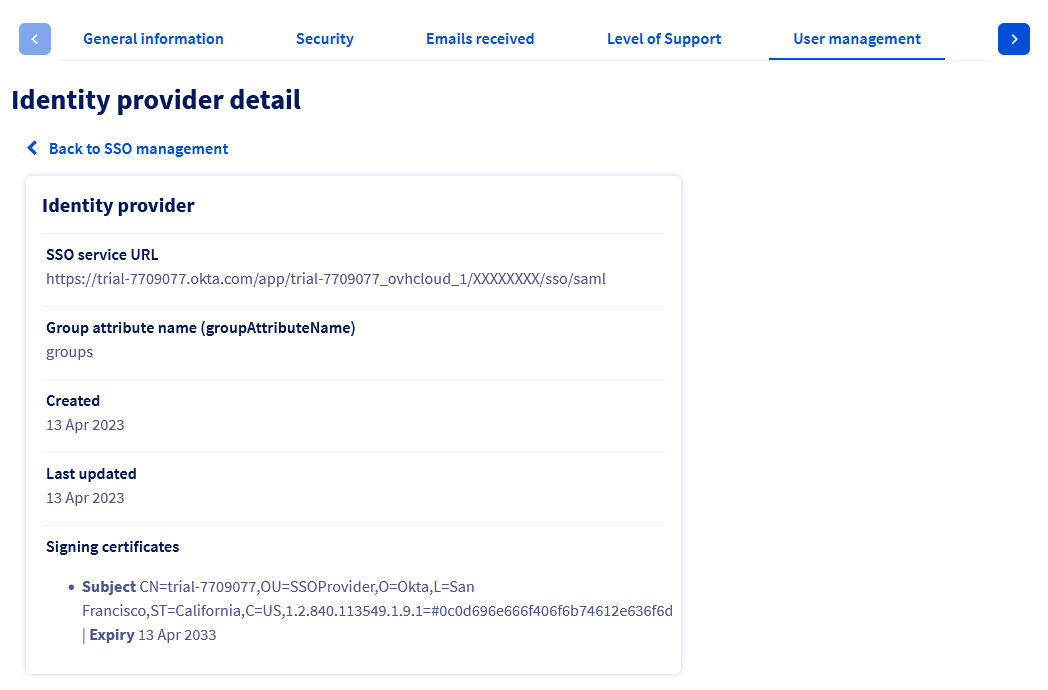 General information
Security
Emails received
Level of Support
User management
Identity provider detail
Back to SSO management
Identity provider
SSO service URL
https://trial-7709077.okta.com/app/trial-7709077_ovhcloud_1/XXXXXXXX/sso/saml
Group attribute name (groupAttributeName)
groups
Created
13 Apr 2023
Last updated
13 Apr 2023
Signing certificates
• Subject CN=trial-7709077,OU=SSOProvider,O=Okta,L=San
Francisco,ST=California,C=US,1.2.840.113549.1.9.1=#0c0d696e666f406f6b74612e636f6d
| Expiry 13 Apr 2033